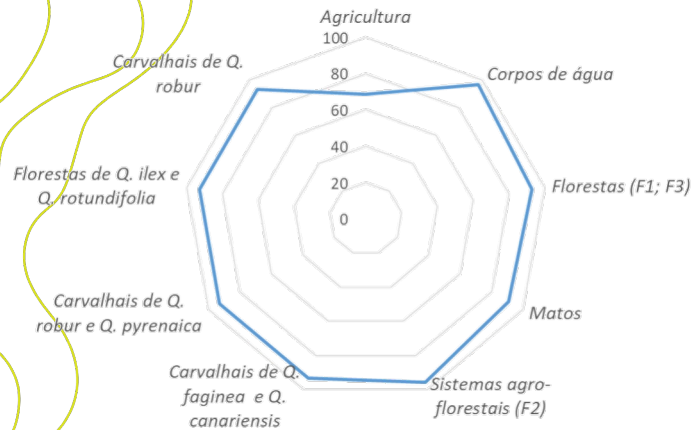 Agricultura
100
80
60
40
20
0
Corpos de água
Florestas (F1; F3)
Matos
Sistemas agro-
florestais (F2)
Carvalhais de Q.
faginea e Q.
canariensis
Carvalhais de Q.
robur e Q. pyrenaica
Florestas de Q. ilex e
Q. rotundifolia
Carvalhais de Q.
robur